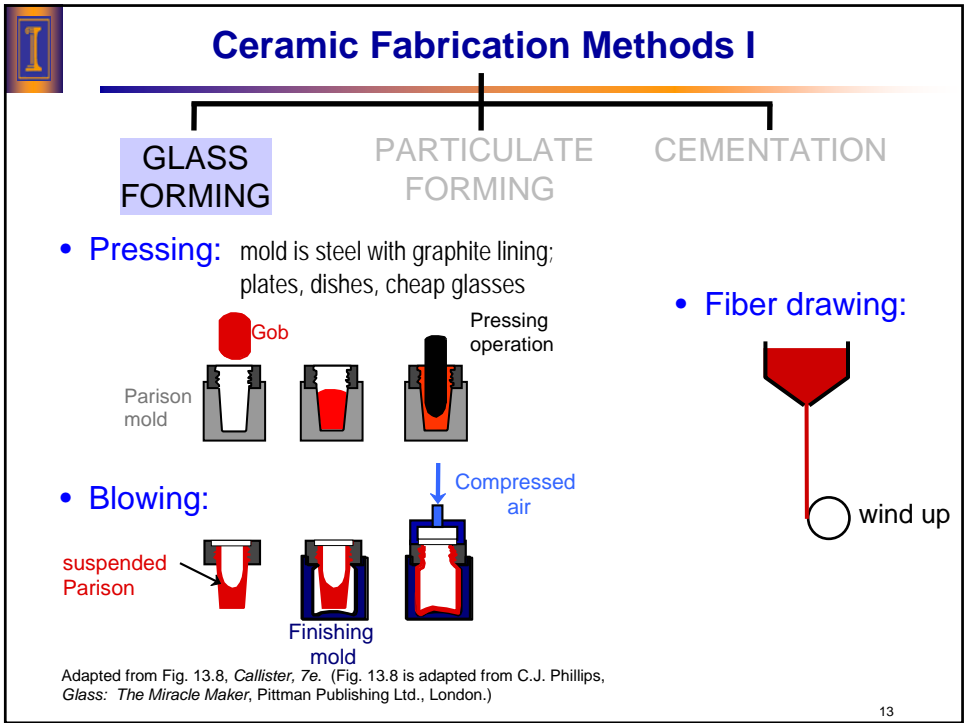 I
Ceramic Fabrication Methods I
GLASS
FORMING
PARTICULATE
FORMING
CEMENTATION
• Pressing: mold is steel with graphite lining;
plates, dishes, cheap glasses
Gob
Pressing
operation
Parison
mold
• Fiber drawing:
wind up
• Blowing:
Compressed
air
suspended
Parison
Finishing
mold
Adapted from Fig. 13.8, Callister, 7e. (Fig. 13.8 is adapted from C.J. Phillips,
Glass: The Miracle Maker, Pittman Publishing Ltd., London.)
13